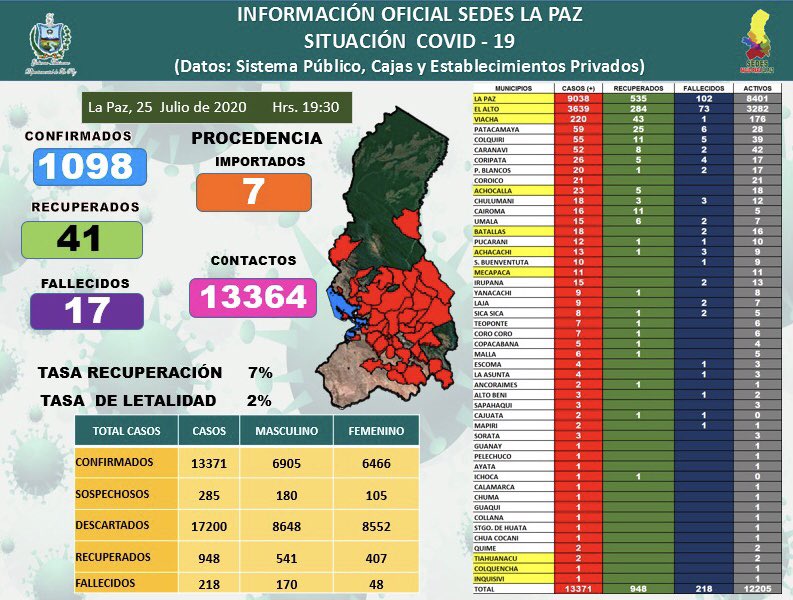 INFORMACIÓN OFICIAL SEDES LA PAZ
SITUACIÓN COVID - 19
(Datos: Sistema Público, Cajas y Establecimientos Privados)
SEDES
La Paz, 25 Julio de 2020 Hrs. 19:30
CONFIRMADOS
1098
RECUPERADOS
41
FALLECIDOS
17
PROCEDENCIA
IMPORTADOS
7
CONTACTOS
13364
TASA RECUPERACIÓN 7%
TASA DE LETALIDAD 2%
TOTAL CASOS CASOS MASCULINO FEMENINO
CONFIRMADOS 13371 6905 6466
SOSPECHOSOS 285 180 105
DESCARTADOS 17200 8648 8552
RECUPERADOS 948 541 407
FALLECIDOS 218 170 48
MUNICIPIOS CASOS (+) RECUPERADOS FALLECIDOS ACTIVOS
LA PAZ 9038 535 102 8401
EL ALTO 3639 284 73 3282
VIACHA 220 43 1 176
PATACAMAYA 59 25 6 28
COLQUIRI 55 11 5 39
CARANAVI 52 8 2 42
CORIPATA 26 5 4 17
P. BLANCOS 20 1 2 17
COROICO 21 21
ACHOCALLA 23 5 18
CHULUMANI 18 3 3 12
CAIROMA 16 11 5
UMALA 15 6 2 7
BATALLAS 18 2 16
PUCARANI 12 1 1 10
ACHACACHI 13 1 3 9
S. BUENVENTUTA 10 1 9
MECAPACA 11 11
IRUPANA 15 2 13
YANACACHI 9 1 8
LAJA 9 2 7
SICA SICA 8 1 2 5
TEOPONTE 7 1 6
CORO CORO 7 1 6
COPACABANA 5 1 4
MALLA 6 1 5
ESCOMA 4 1 3
LA ASUNTA 4 1 3
ANCORAIMES 2 1 1
ALTO BENI 3 1 2
SAPAHAQUI 3 3
CAJUATA 2 1 1 0
MAPIRI 2 1 1
SORATA 3 3
GUANAY 1 1
PELECHUCO 1 1
AYATA 1 1
ICHOCA 1 1 0
CALAMARCA 1 1
CHUMA 1 1
GUAQUI 1 1
COLLANA 1 1
STGO. DE HUATA 1 1
CHUA COCANI 1 1
QUIME 2 2
TIAHUANACU 2 2
COLQUENCHA 1 1
INQUISIVI 1 1
TOTAL 13371 948 218 12205